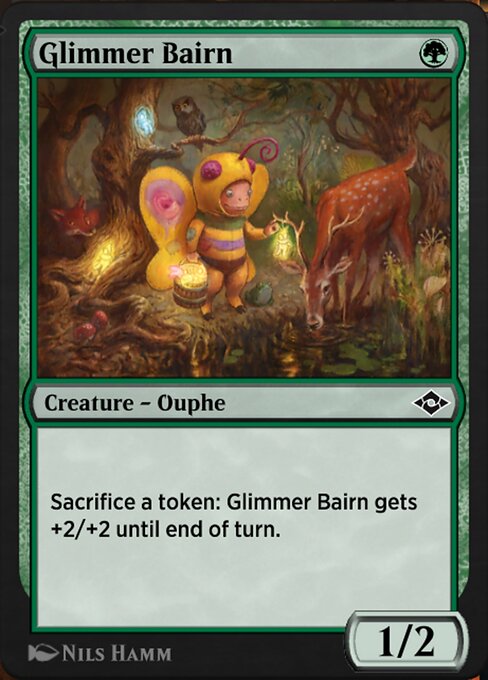 Glimmer Bairn
Creature – Ouphe
Sacrifice a token: Glimmer Bairn gets
+2/+2 until end of turn.
1/2
Nils Hamm